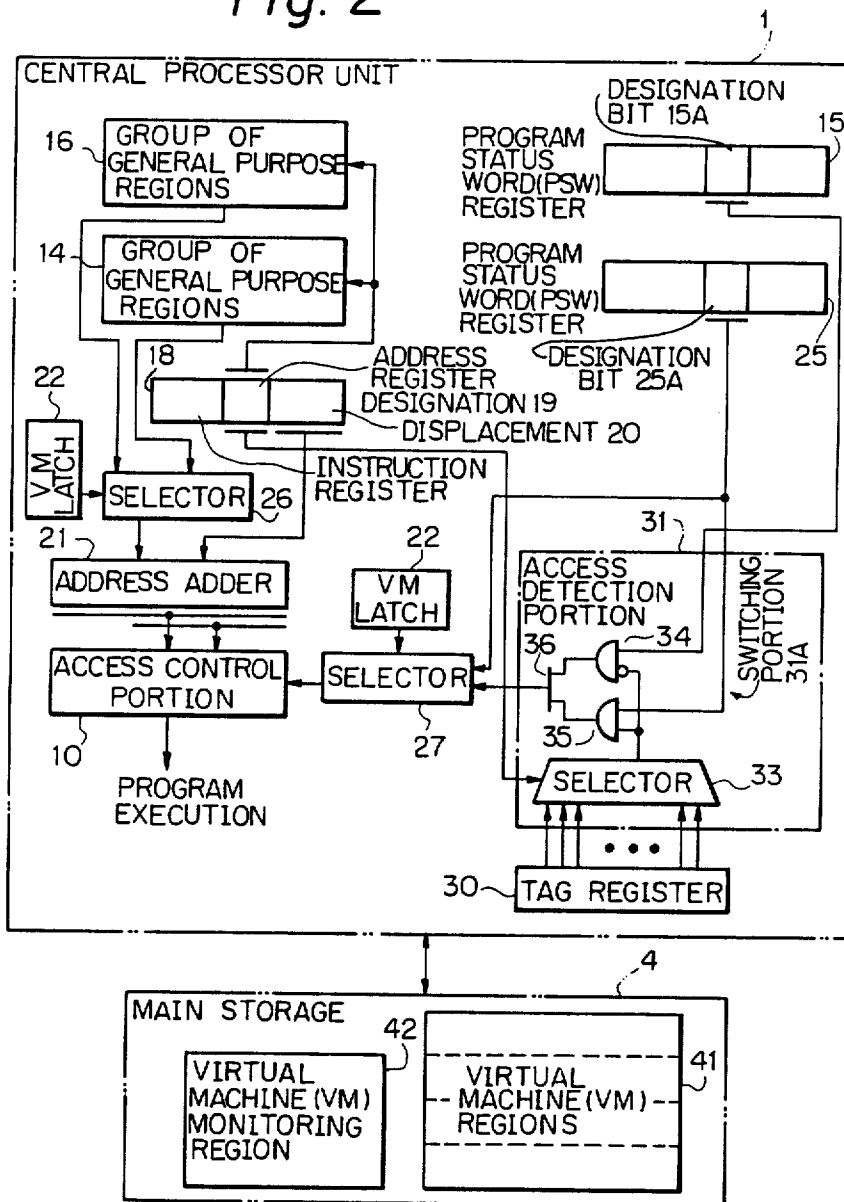 Fig. 2
1
CENTRAL PROCESSOR UNIT
DESIGNATION
BIT 15A
16
GROUP OF
GENERAL PURPOSE
REGIONS
PROGRAM
STATUS
WORD(PSW)
REGISTER
15
14
GROUP OF
GENERAL PURPOSE
REGIONS
PROGRAM
STATUS
WORD(PSW)
REGISTER
25
DESIGNATION
BIT 25A
18
ADDRESS
REGISTER
DESIGNATION 19
DISPLACEMENT 20
INSTRUCTION
REGISTER
22
VM
LATCH
SELECTOR
26
21
ADDRESS ADDER
22
VM
LATCH
31
ACCESS
DETECTION
PORTION
SWITCHING
PORTION
31A
34
36
35
ACCESS CONTROL
PORTION
10
SELECTOR
27
SELECTOR
33
PROGRAM
EXECUTION
30
TAG REGISTER
4
MAIN STORAGE
42
VIRTUAL
MACHINE(VM)
MONITORING
REGION
41
VIRTUAL
MACHINE(VM)
REGIONS